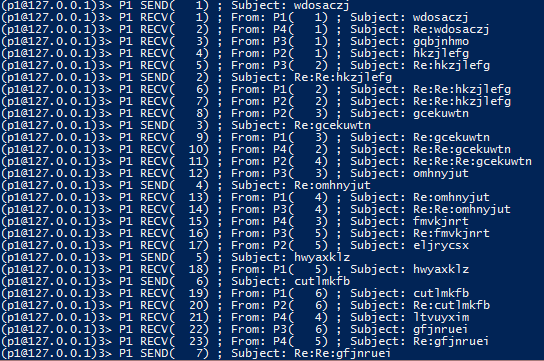 (p1@127.0.0.1)3> P1 SEND(   1) ; Subject: wdosaczj
(p1@127.0.0.1)3> P1 RECV(   1) ; From: P1(   1) ; Subject: wdosaczj
(p1@127.0.0.1)3> P1 RECV(   2) ; From: P4(   1) ; Subject: Re:wdosaczj
(p1@127.0.0.1)3> P1 RECV(   3) ; From: P3(   1) ; Subject: gqbjnhmo
(p1@127.0.0.1)3> P1 RECV(   4) ; From: P2(   1) ; Subject: hkzjlefg
(p1@127.0.0.1)3> P1 RECV(   5) ; From: P3(   2) ; Subject: Re:hkzjlefg
(p1@127.0.0.1)3> P1 SEND(   2) ; Subject: Re:Re:hkzjlefg
(p1@127.0.0.1)3> P1 RECV(   6) ; From: P1(   2) ; Subject: Re:Re:hkzjlefg
(p1@127.0.0.1)3> P1 RECV(   7) ; From: P2(   2) ; Subject: Re:Re:hkzjlefg
(p1@127.0.0.1)3> P1 RECV(   8) ; From: P2(   3) ; Subject: gcekuwtn
(p1@127.0.0.1)3> P1 SEND(   3) ; Subject: Re:gcekuwtn
(p1@127.0.0.1)3> P1 RECV(   9) ; From: P1(   3) ; Subject: Re:gcekuwtn
(p1@127.0.0.1)3> P1 RECV(  10) ; From: P4(   2) ; Subject: Re:Re:gcekuwtn
(p1@127.0.0.1)3> P1 RECV(  11) ; From: P2(   4) ; Subject: Re:Re:Re:gcekuwtn
(p1@127.0.0.1)3> P1 RECV(  12) ; From: P3(   3) ; Subject: omhnyjut
(p1@127.0.0.1)3> P1 SEND(   4) ; Subject: Re:omhnyjut
(p1@127.0.0.1)3> P1 RECV(  13) ; From: P1(   4) ; Subject: Re:omhnyjut
(p1@127.0.0.1)3> P1 RECV(  14) ; From: P3(   4) ; Subject: Re:Re:omhnyjut
(p1@127.0.0.1)3> P1 RECV(  15) ; From: P4(   3) ; Subject: fmvkjnrt
(p1@127.0.0.1)3> P1 RECV(  16) ; From: P3(   5) ; Subject: Re:fmvkjnrt
(p1@127.0.0.1)3> P1 RECV(  17) ; From: P2(   5) ; Subject: eljrycsx
(p1@127.0.0.1)3> P1 SEND(   5) ; Subject: hwyaxklz
(p1@127.0.0.1)3> P1 RECV(  18) ; From: P1(   5) ; Subject: hwyaxklz
(p1@127.0.0.1)3> P1 SEND(   6) ; Subject: cutlmkfb
(p1@127.0.0.1)3> P1 RECV(  19) ; From: P1(   6) ; Subject: cutlmkfb
(p1@127.0.0.1)3> P1 RECV(  20) ; From: P2(   6) ; Subject: Re:cutlmkfb
(p1@127.0.0.1)3> P1 RECV(  21) ; From: P4(   4) ; Subject: ltvuyxim
(p1@127.0.0.1)3> P1 RECV(  22) ; From: P3(   6) ; Subject: gfjnruei
(p1@127.0.0.1)3> P1 RECV(  23) ; From: P4(   5) ; Subject: Re:gfjnruei
(p1@127.0.0.1)3> P1 SEND(   7) ; Subject: Re:Re:gfjnruei